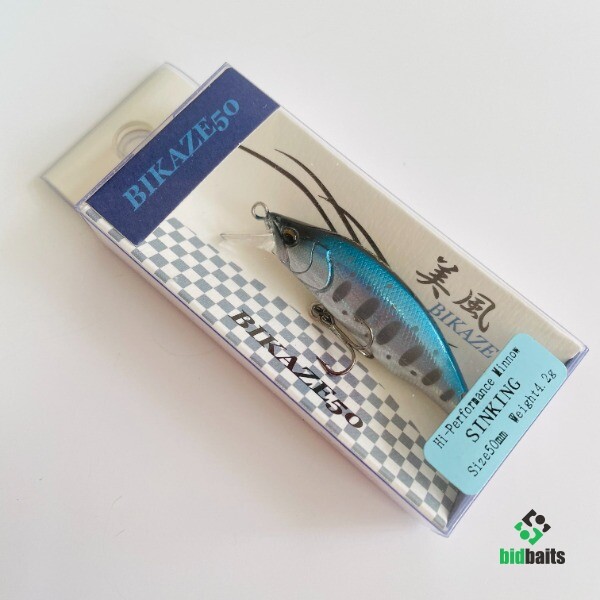 BIKAZE50
美風
BIKAZE
BIKAZE50
Hi-Performance Minnow
SINKING
Size50mm Weight4.2g
bidbaits